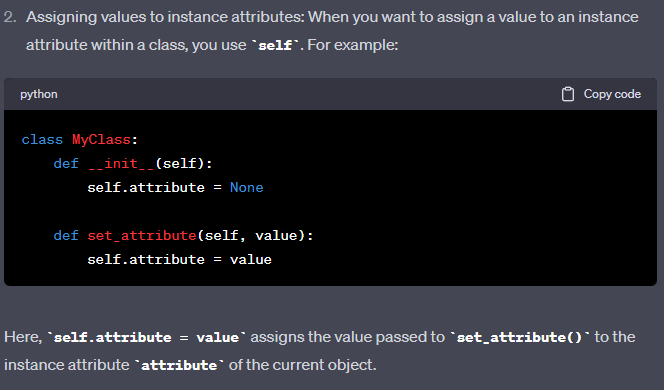 2. Assigning values to instance attributes: When you want to assign a value to an instance
attribute within a class, you use `self`. For example:
python
Copy code
class MyClass:
    def __init__(self):
        self.attribute = None

    def set_attribute(self, value):
        self.attribute = value
Here, `self.attribute = value` assigns the value passed to `set_attribute()` to the
instance attribute `attribute` of the current object.